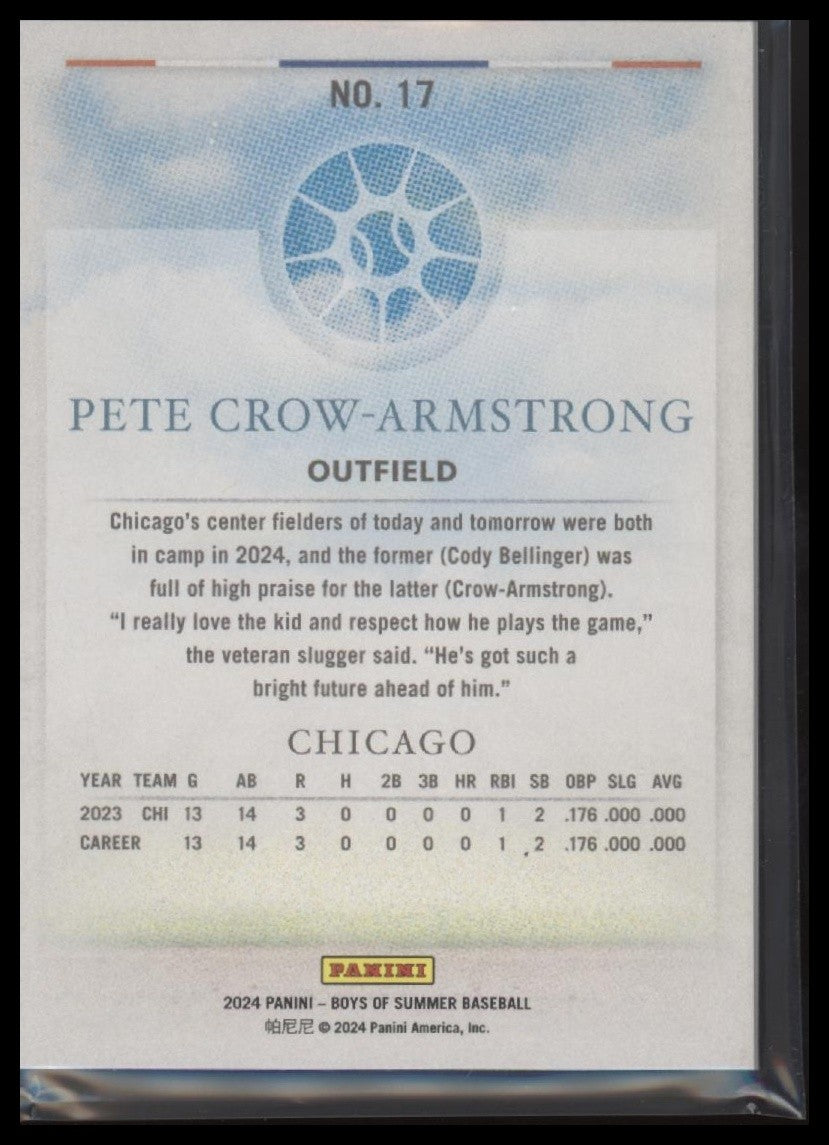 NO. 17
PETE CROW-ARMSTRONG
OUTFIELD
Chicago's center fielders of today and tomorrow were both
in camp in 2024, and the former (Cody Bellinger) was
full of high praise for the latter (Crow-Armstrong).
“I really love the kid and respect how he plays the game,”
the veteran slugger said. “He's got such a
bright future ahead of him.”
CHICAGO
YEAR TEAM G AB R H 2B 3B HR RBI SB OBP SLG AVG
2023 CHI 13 14 3 0 0 0 0 1 2 .176 .000 .000
CAREER 13 14 3 0 0 0 0 1 2 .176 .000 .000
PANINI
2024 PANINI – BOYS OF SUMMER BASEBALL
帕尼尼 © 2024 Panini America, Inc.